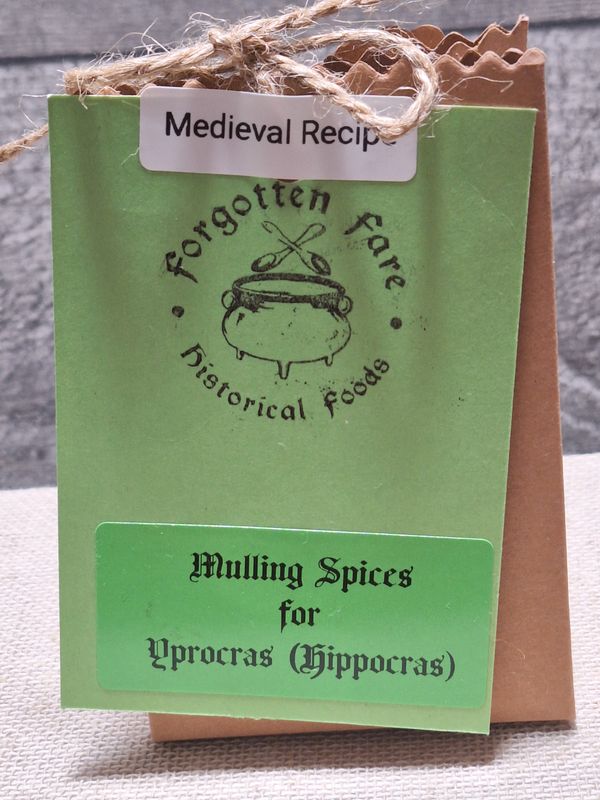 Medieval Recipe
Forgotten Fare
Historical Foods
Mulling Spices
for
Yprocras (Hippocras)